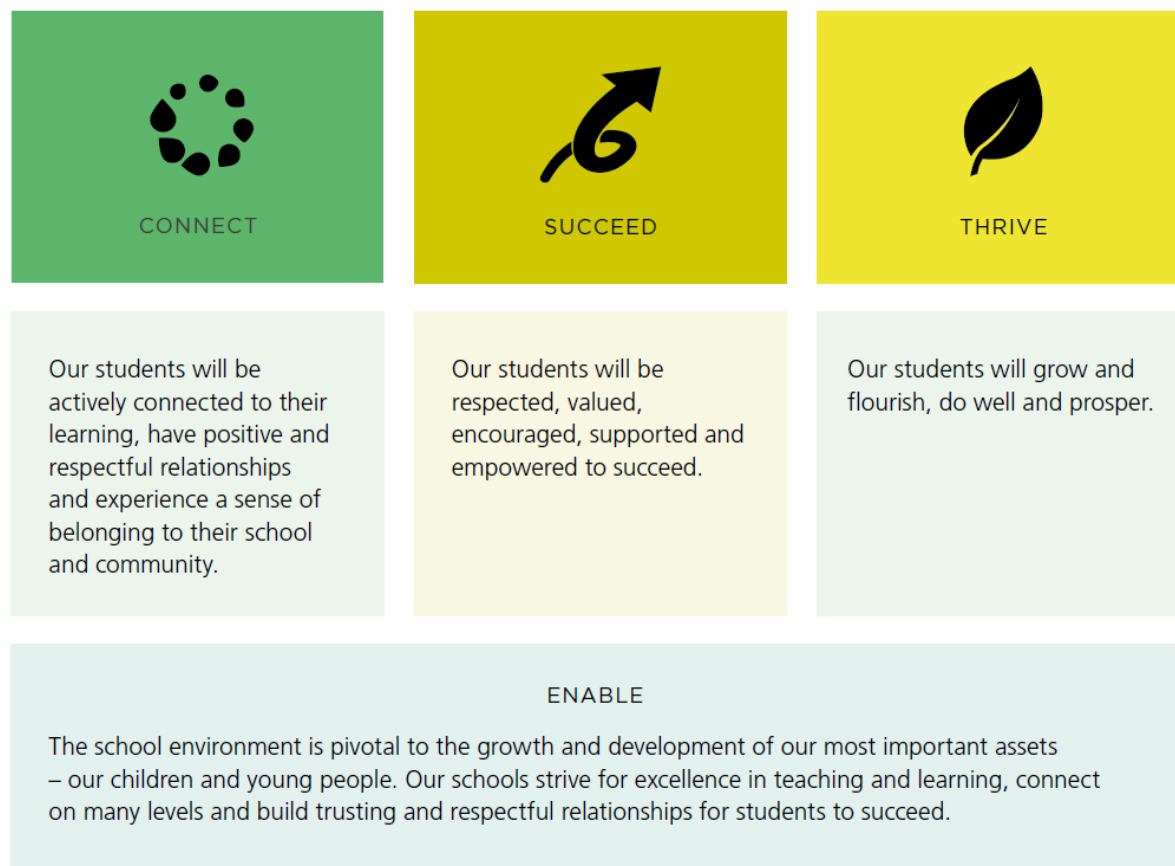 CONNECT
SUCCEED
THRIVE
Our students will be
actively connected to their
learning, have positive and
respectful relationships
and experience a sense of
belonging to their school
and community.
Our students will be
respected, valued,
encouraged, supported and
empowered to succeed.
Our students will grow and
flourish, do well and prosper.
ENABLE
The school environment is pivotal to the growth and development of our most important assets
– our children and young people. Our schools strive for excellence in teaching and learning, connect
on many levels and build trusting and respectful relationships for students to succeed.